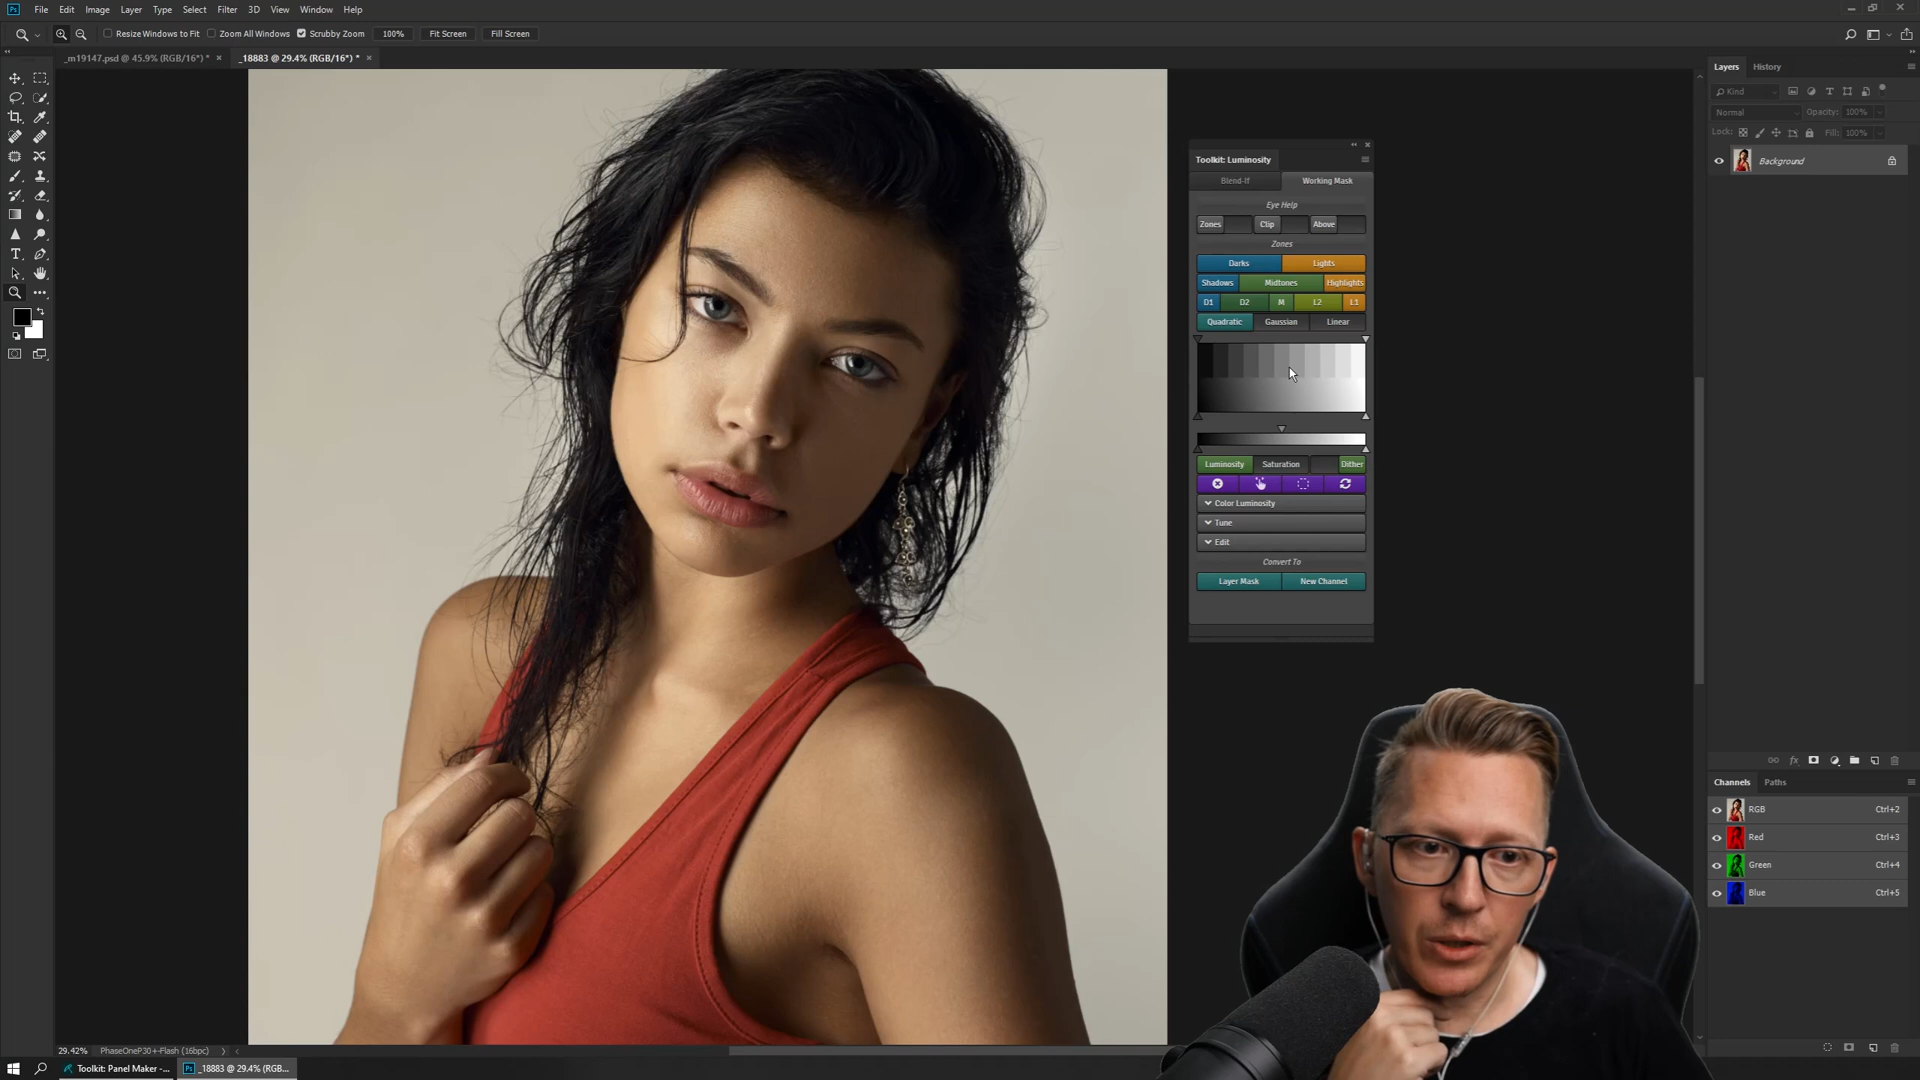 Ps File Edit Image Layer Type Select Filter 3D View Window Help
Resize Windows to Fit Zoom All Windows Scrubby Zoom 100% Fit Screen Fill Screen
_m19147.psd @ 45.9% (RGB/16*) * × _18883 @ 29.4% (RGB/16*) * ×
Layers History
Kind
Normal Opacity: 100%
Lock: Fill: 100%
Background
Toolkit: Luminosity
Blend-If Working Mask
Eye Help
Zones Clip Above
Zones
Darks Lights
Shadows Midtones Highlights
D1 D2 M L2 L1
Quadratic Gaussian Linear
Luminosity Saturation Dither
Color Luminosity
Tune
Edit
Convert To
Layer Mask New Channel
Channels Paths
RGB Ctrl+2
Red Ctrl+3
Green Ctrl+4
Blue Ctrl+5
29.42% PhaseOneP30+-Flash (16bpc)
Toolkit: Panel Maker -... Ps _18883 @ 29.4% (RGB...